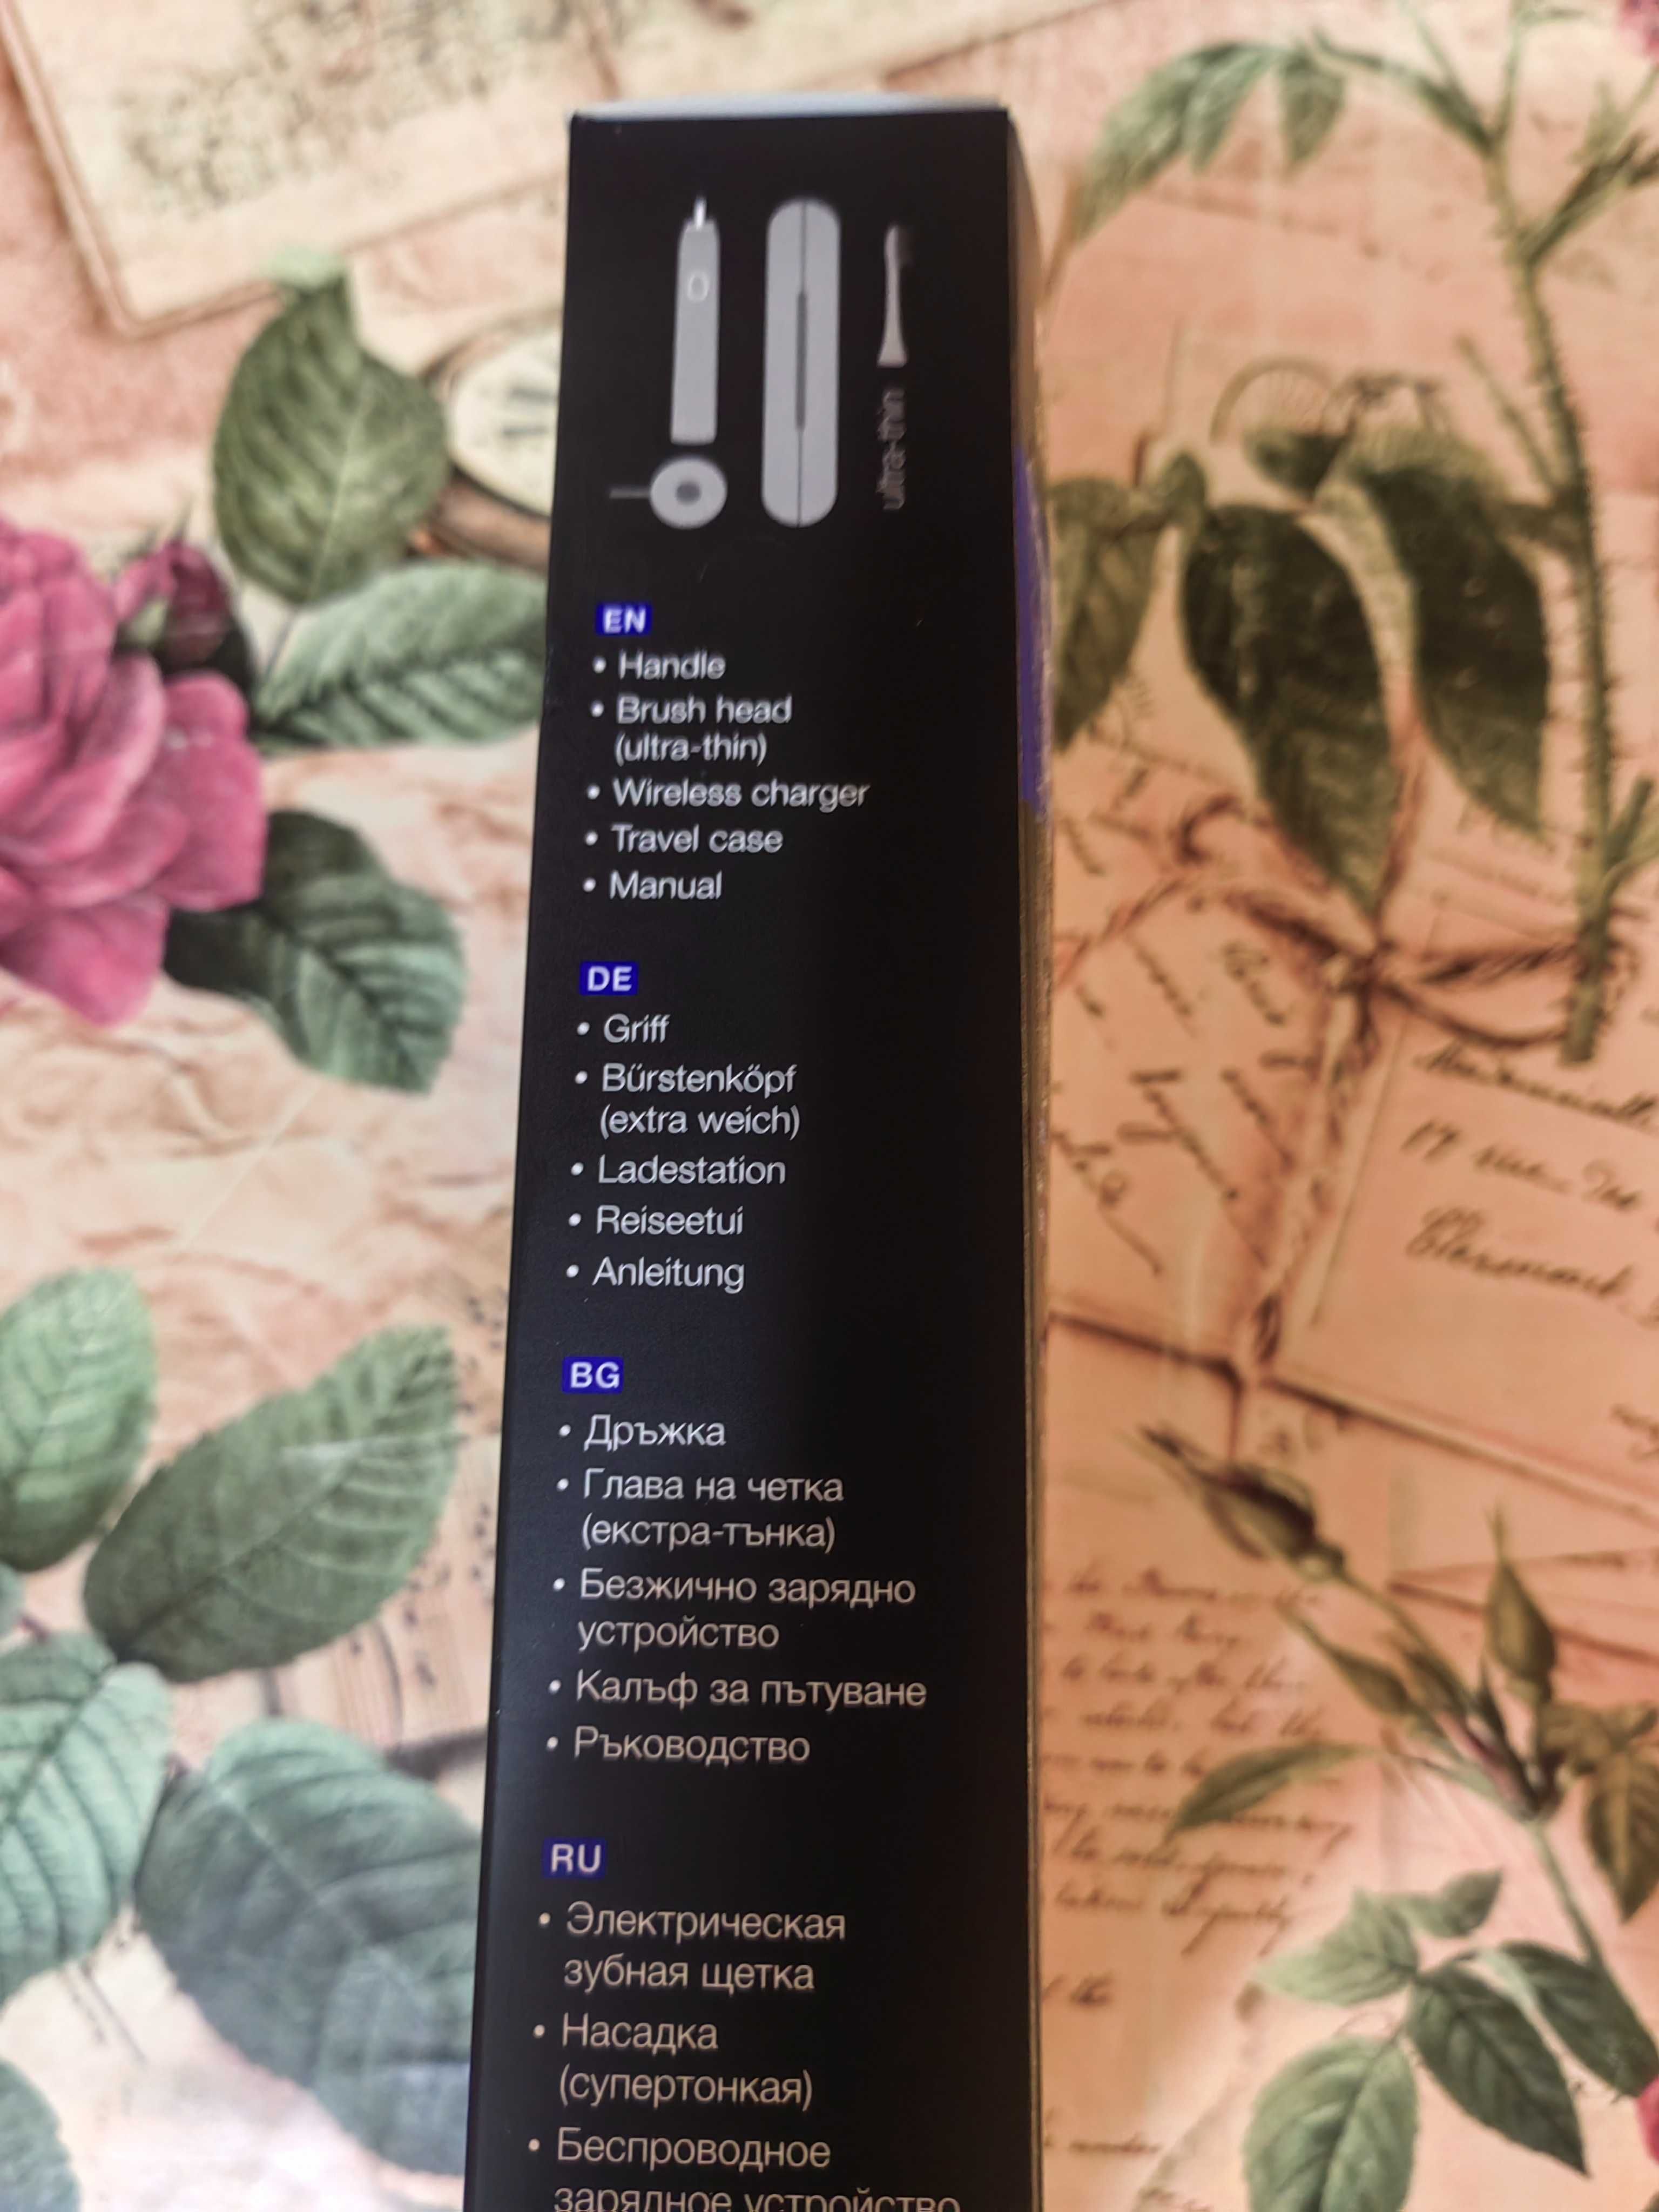 ultra-thin
EN
• Handle
• Brush head
(ultra-thin)
• Wireless charger
• Travel case
• Manual
DE
• Griff
• Bürstenköpf
(extra weich)
• Ladestation
• Reiseetui
• Anleitung
BG
• Дръжка
• Глава на четка
(екстра-тънка)
• Безжично зарядно
устройство
• Калъф за пътуване
• Ръководство
RU
• Электрическая
зубная щетка
• Насадка
(супертонкая)
• Беспроводное
зарядное устройство